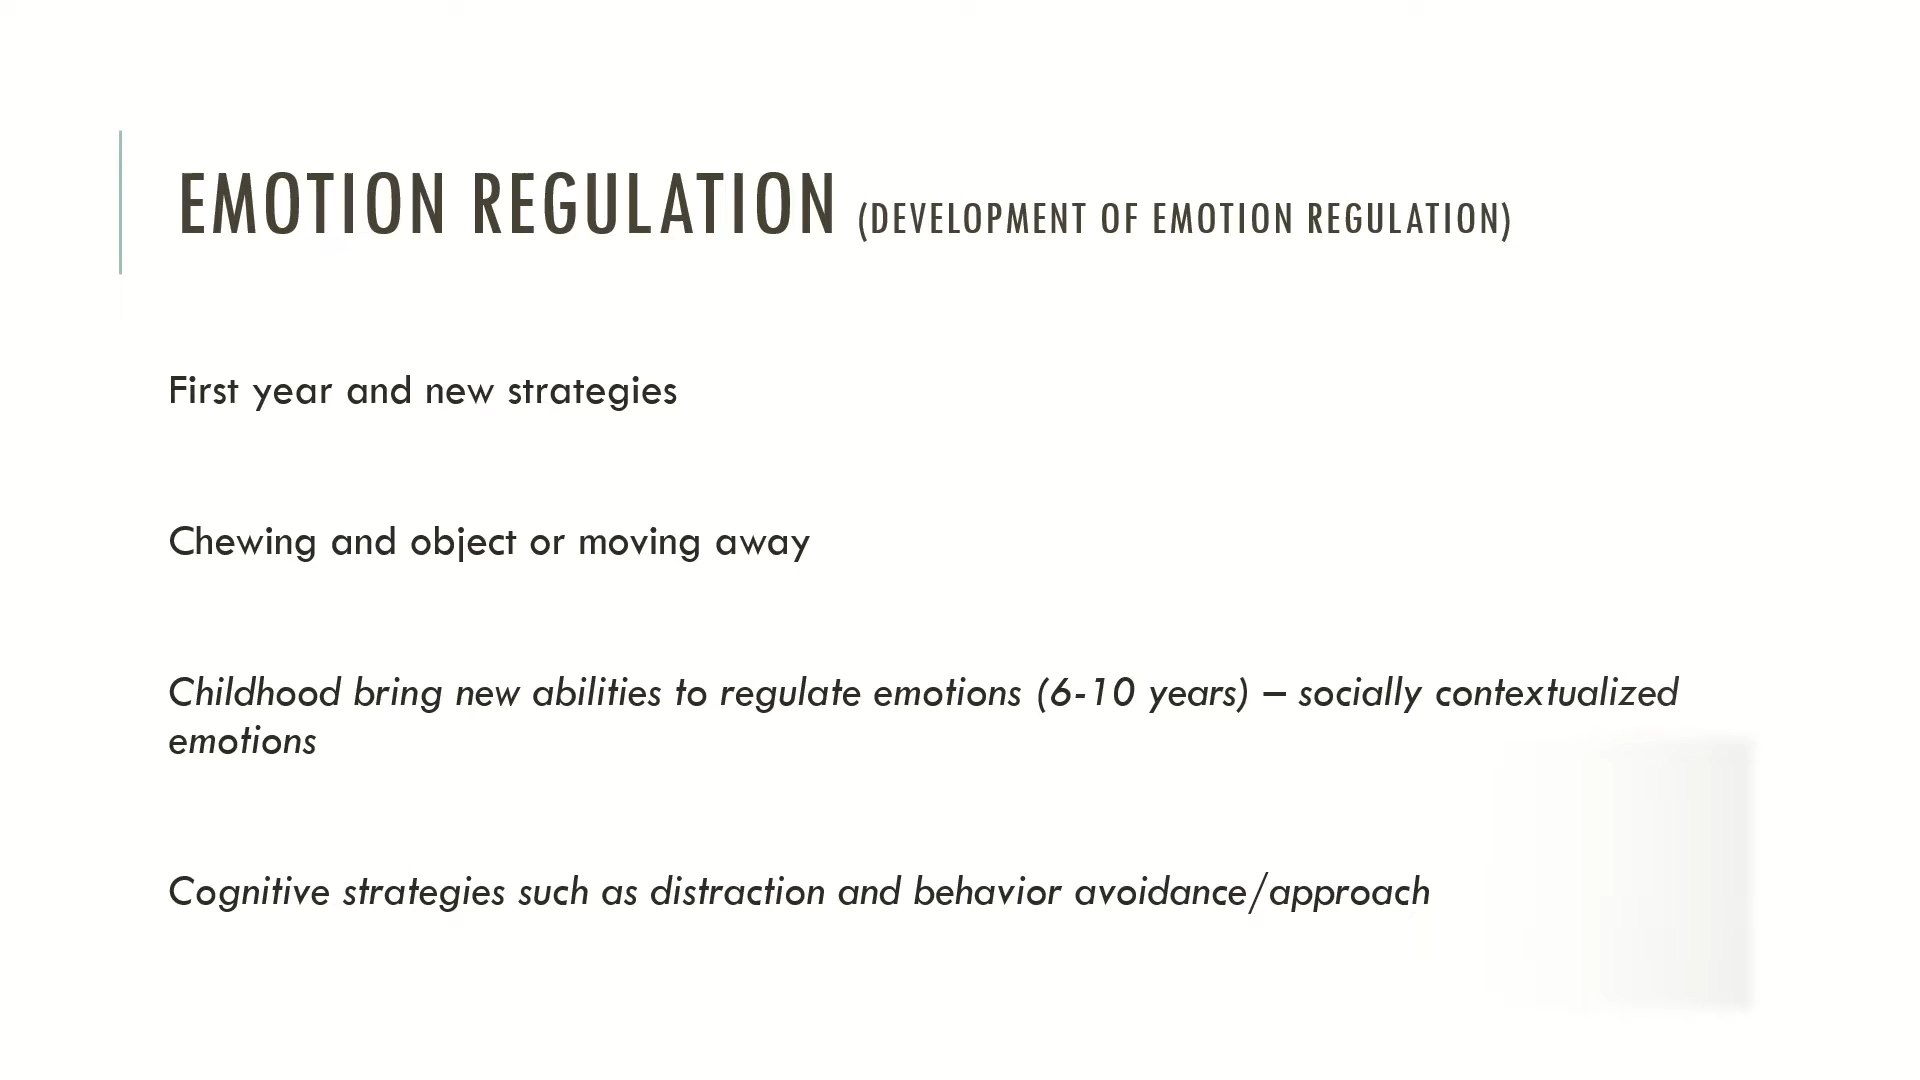 EMOTION REGULATION (DEVELOPMENT OF EMOTION REGULATION)
First year and new strategies
Chewing and object or moving away
Childhood bring new abilities to regulate emotions (6-10 years) – socially contextualized
emotions
Cognitive strategies such as distraction and behavior avoidance/approach